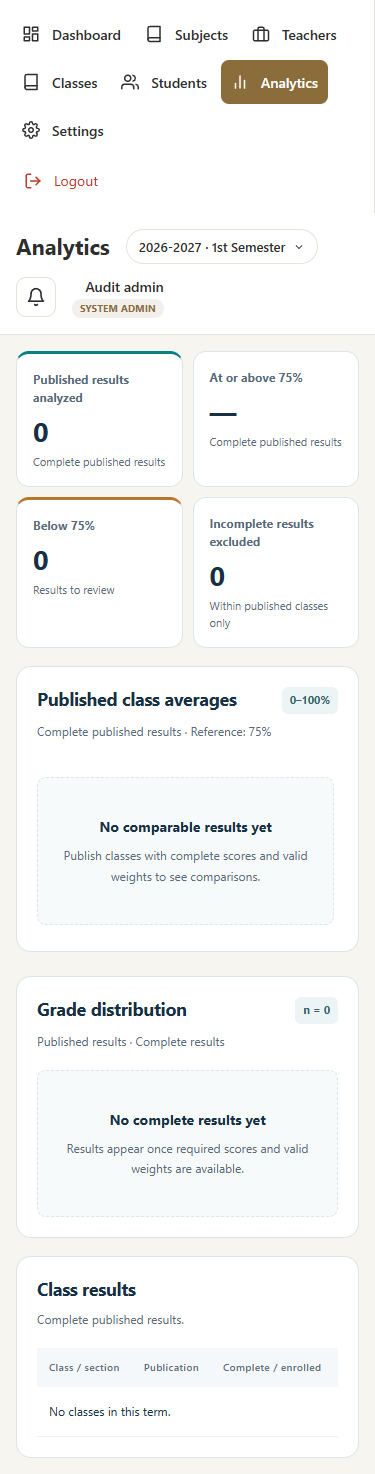 Dashboard
Subjects
Teachers
Classes
Students
Analytics
Settings
Logout
Analytics
2026-2027 · 1st Semester
Audit admin
SYSTEM ADMIN
Published results
analyzed
0
Complete published results
At or above 75%
—
Complete published results
Below 75%
0
Results to review
Incomplete results
excluded
0
Within published classes
only
Published class averages
0–100%
Complete published results · Reference: 75%
No comparable results yet
Publish classes with complete scores and valid
weights to see comparisons.
Grade distribution
n = 0
Published results · Complete results
No complete results yet
Results appear once required scores and valid
weights are available.
Class results
Complete published results.
Class / section
Publication
Complete / enrolled
No classes in this term.